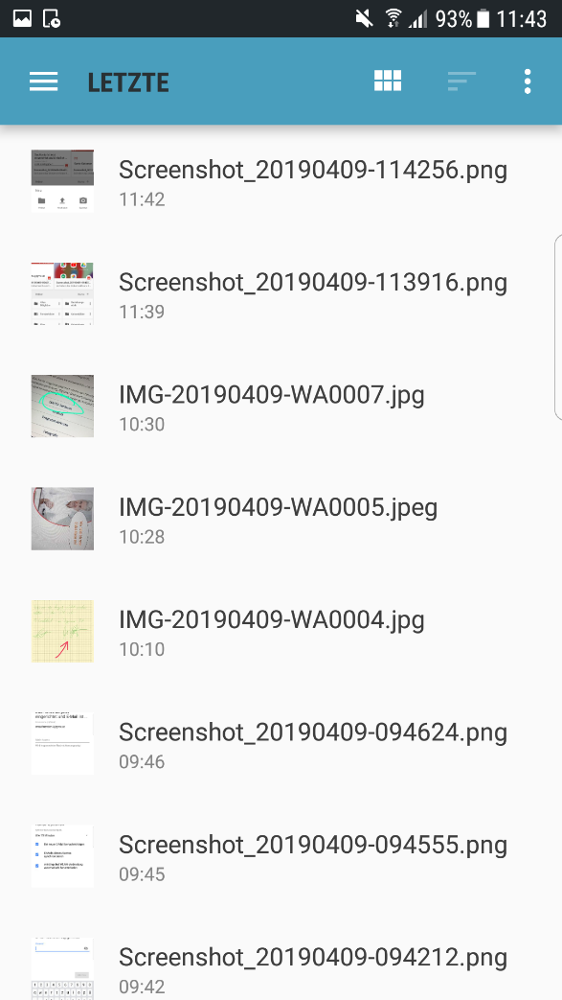 93% 11:43
LETZTE
Screenshot_20190409-114256.png
11:42
Screenshot_20190409-113916.png
11:39
IMG-20190409-WA0007.jpg
10:30
IMG-20190409-WA0005.jpeg
10:28
IMG-20190409-WA0004.jpg
10:10
Screenshot_20190409-094624.png
09:46
Screenshot_20190409-094555.png
09:45
Screenshot_20190409-094212.png
09:42